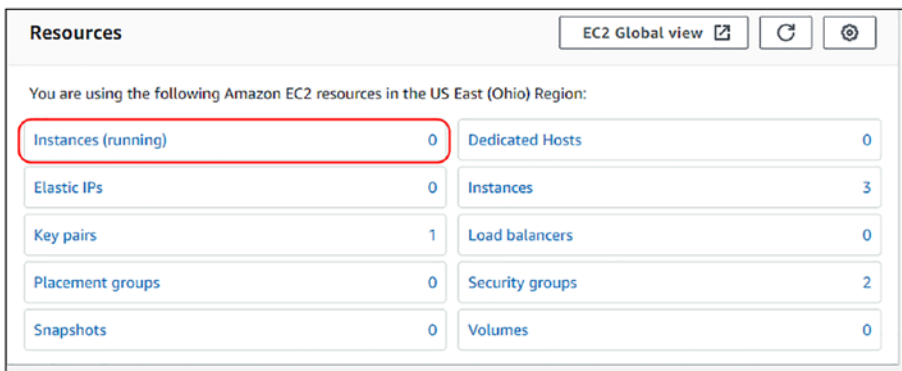 Resources
EC2 Global view
You are using the following Amazon EC2 resources in the US East (Ohio) Region:
Instances (running) 0
Dedicated Hosts 0
Elastic IPs 0
Instances 3
Key pairs 1
Load balancers 0
Placement groups 0
Security groups 2
Snapshots 0
Volumes 0